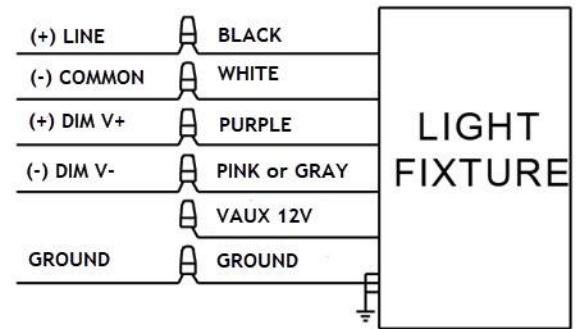 (+) LINE BLACK
(-) COMMON WHITE
(+) DIM V+ PURPLE
(-) DIM V- PINK or GRAY
VAUX 12V
GROUND GROUND
LIGHT
FIXTURE